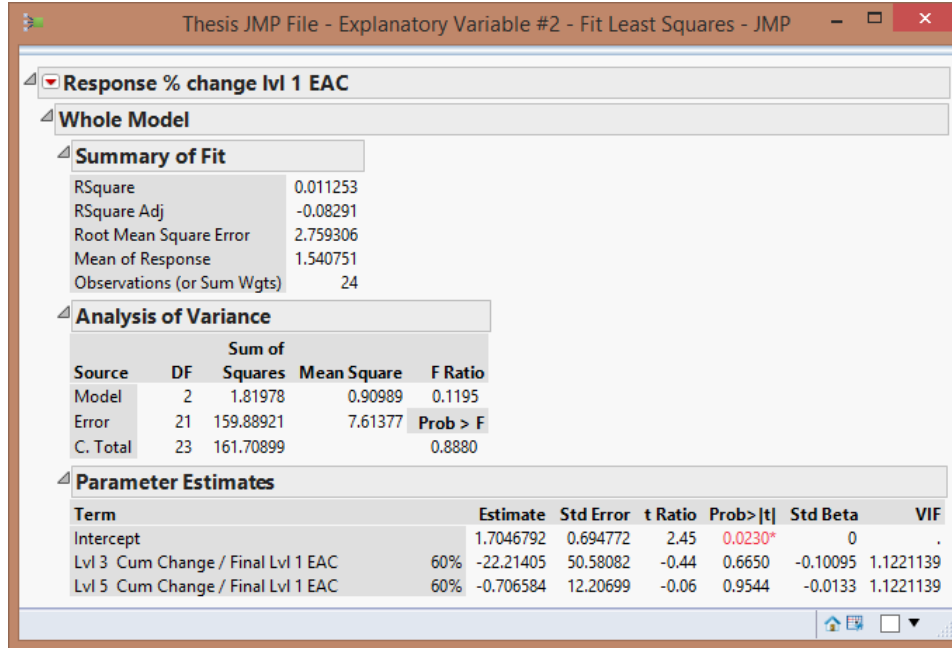 Thesis JMP File - Explanatory Variable #2 - Fit Least Squares - JMP
Response % change lvl 1 EAC
Whole Model
Summary of Fit
RSquare 0.011253
RSquare Adj -0.08291
Root Mean Square Error 2.759306
Mean of Response 1.540751
Observations (or Sum Wgts) 24
Analysis of Variance
Sum of
Source DF Squares Mean Square F Ratio
Model 2 1.81978 0.90989 0.1195
Error 21 159.88921 7.61377 Prob > F
C. Total 23 161.70899 0.8880
Parameter Estimates
Term Estimate Std Error t Ratio Prob>|t| Std Beta VIF
Intercept 1.7046792 0.694772 2.45 0.0230* 0 .
Lvl 3 Cum Change / Final Lvl 1 EAC 60% -22.21405 50.58082 -0.44 0.6650 -0.10095 1.1221139
Lvl 5 Cum Change / Final Lvl 1 EAC 60% -0.706584 12.20699 -0.06 0.9544 -0.0133 1.1221139